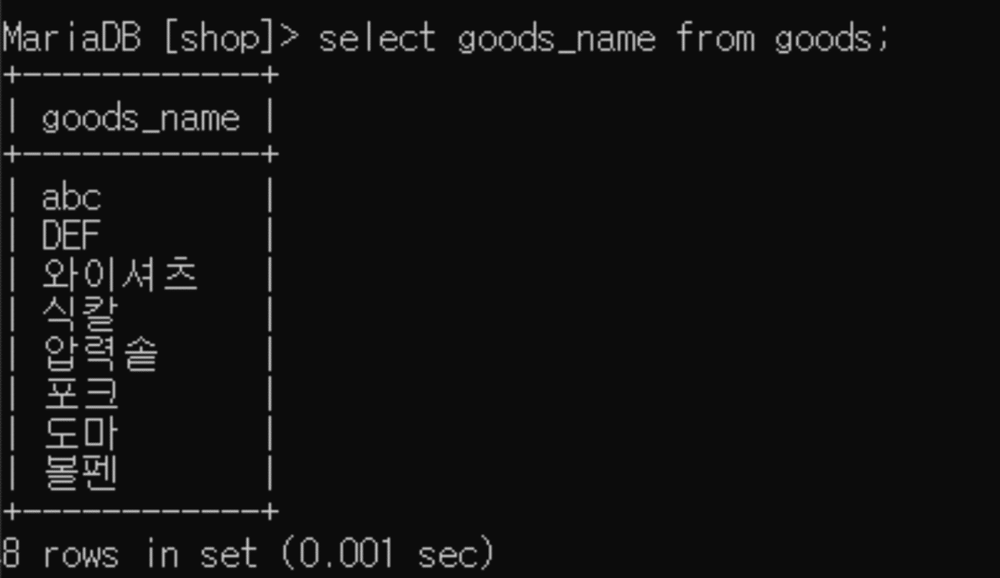 MariaDB [shop]> select goods_name from goods;
+------------+
| goods_name |
+------------+
| abc        |
| DEF        |
| 와이셔츠   |
| 식칼       |
| 압력솥     |
| 포크       |
| 도마       |
| 볼펜       |
+------------+
8 rows in set (0.001 sec)